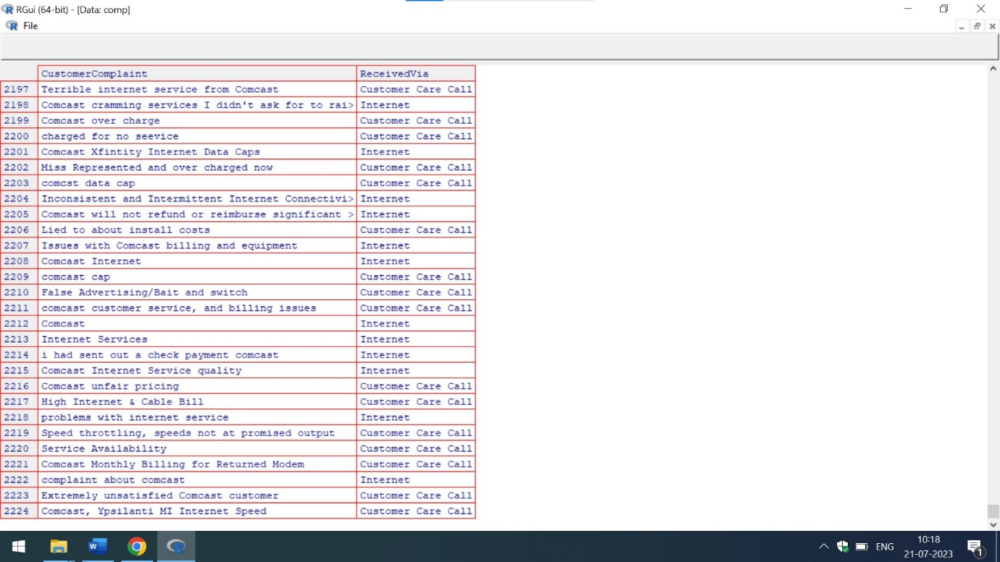 RGui (64-bit) - [Data: comp]
File
CustomerComplaint ReceivedVia
2197 Terrible internet service from Comcast Customer Care Call
2198 Comcast cramming services I didn't ask for to rai> Internet
2199 Comcast over charge Customer Care Call
2200 charged for no seevice Customer Care Call
2201 Comcast Xfintity Internet Data Caps Internet
2202 Miss Represented and over charged now Customer Care Call
2203 comcst data cap Customer Care Call
2204 Inconsistent and Intermittent Internet Connectivi> Internet
2205 Comcast will not refund or reimburse significant > Internet
2206 Lied to about install costs Customer Care Call
2207 Issues with Comcast billing and equipment Internet
2208 Comcast Internet Internet
2209 comcast cap Customer Care Call
2210 False Advertising/Bait and switch Customer Care Call
2211 comcast customer service, and billing issues Customer Care Call
2212 Comcast Internet
2213 Internet Services Internet
2214 i had sent out a check payment comcast Internet
2215 Comcast Internet Service quality Internet
2216 Comcast unfair pricing Customer Care Call
2217 High Internet & Cable Bill Customer Care Call
2218 problems with internet service Internet
2219 Speed throttling, speeds not at promised output Customer Care Call
2220 Service Availability Customer Care Call
2221 Comcast Monthly Billing for Returned Modem Customer Care Call
2222 complaint about comcast Internet
2223 Extremely unsatisfied Comcast customer Customer Care Call
2224 Comcast, Ypsilanti MI Internet Speed Customer Care Call
ENG 10:18
21-07-2023 1